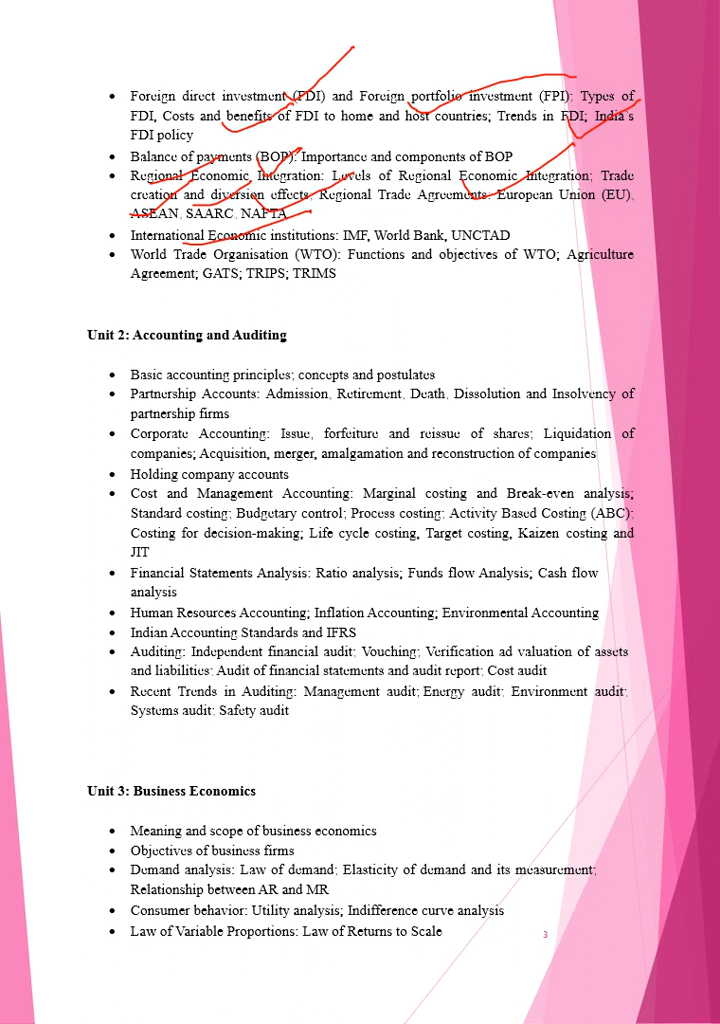 • Foreign direct investment (FDI) and Foreign portfolio investment (FPI); Types of
FDI, Costs and benefits of FDI to home and host countries; Trends in FDI; India's
FDI policy
• Balance of payments (BOP): Importance and components of BOP
• Regional Economic Integration: Levels of Regional Economic Integration; Trade
creation and diversion effects; Regional Trade Agreements: European Union (EU),
ASEAN, SAARC, NAFTA
• International Economic institutions: IMF, World Bank, UNCTAD
• World Trade Organisation (WTO): Functions and objectives of WTO; Agriculture
Agreement; GATS; TRIPS; TRIMS
Unit 2: Accounting and Auditing
• Basic accounting principles; concepts and postulates
• Partnership Accounts: Admission, Retirement, Death, Dissolution and Insolvency of
partnership firms
• Corporate Accounting: Issue, forfeiture and reissue of shares; Liquidation of
companies; Acquisition, merger, amalgamation and reconstruction of companies
• Holding company accounts
• Cost and Management Accounting: Marginal costing and Break-even analysis;
Standard costing; Budgetary control; Process costing; Activity Based Costing (ABC);
Costing for decision-making; Life cycle costing, Target costing, Kaizen costing and
JIT
• Financial Statements Analysis: Ratio analysis; Funds flow Analysis; Cash flow
analysis
• Human Resources Accounting; Inflation Accounting; Environmental Accounting
• Indian Accounting Standards and IFRS
• Auditing: Independent financial audit; Vouching; Verification ad valuation of assets
and liabilities; Audit of financial statements and audit report; Cost audit
• Recent Trends in Auditing: Management audit; Energy audit; Environment audit;
Systems audit; Safety audit
Unit 3: Business Economics
• Meaning and scope of business economics
• Objectives of business firms
• Demand analysis: Law of demand; Elasticity of demand and its measurement;
Relationship between AR and MR
• Consumer behavior: Utility analysis; Indifference curve analysis
• Law of Variable Proportions: Law of Returns to Scale
3